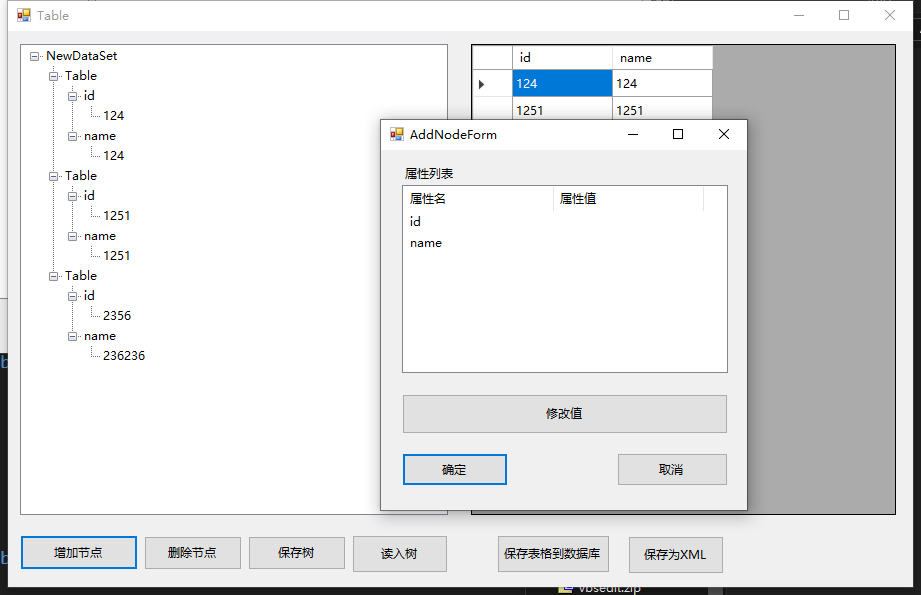 Table
NewDataSet
Table
id
124
name
124
Table
id
1251
name
1251
Table
id
2356
name
236236
id name
124 124
1251 1251
AddNodeForm
属性列表
属性名 属性值
id
name
修改值
确定 取消
增加节点 删除节点 保存树 读入树 保存表格到数据库 保存为XML
vbsedit.zip